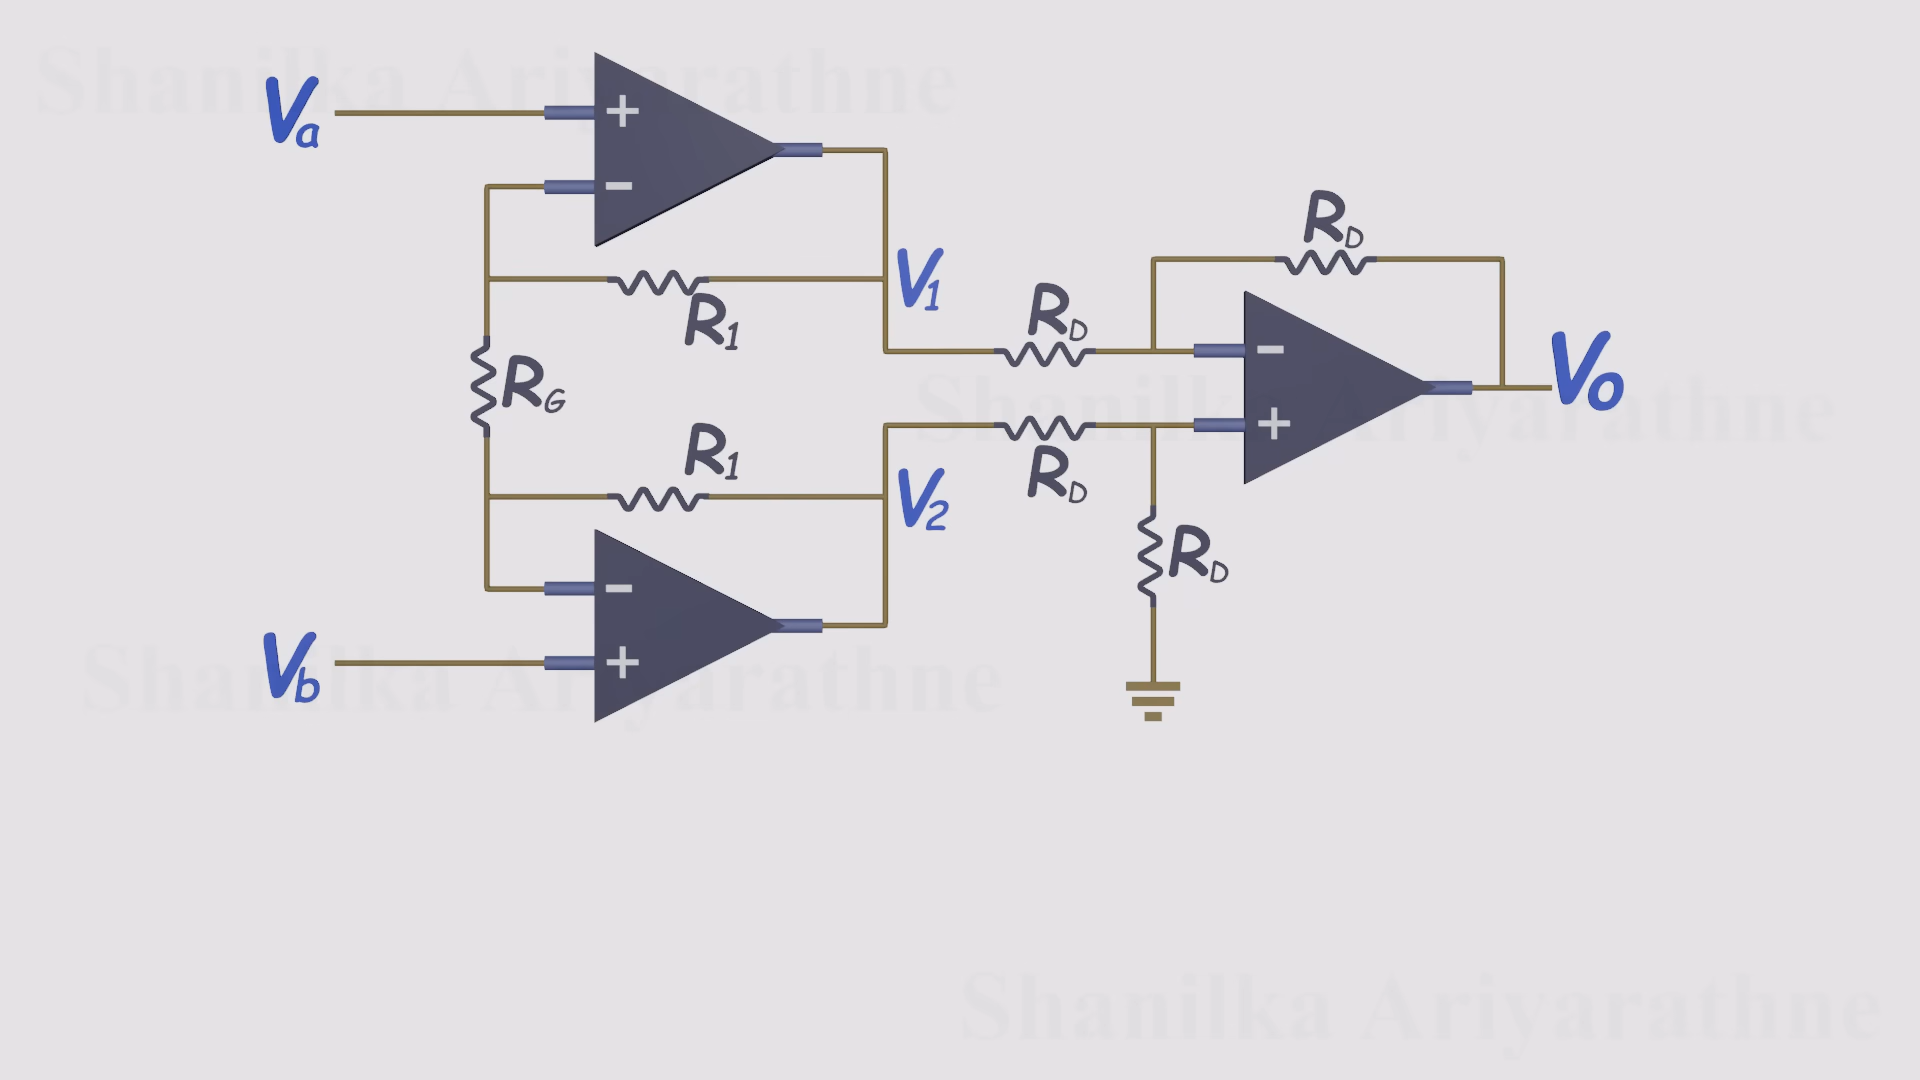 Shanilka Ariyarathne
Va
+
−
V1
R1
RD
RD
−
+
Vo
RG
R1
V2
RD
RD
Shanilka Ariyarathne
−
+
Vb
Shanilka Ariyarathne
Shanilka Ariyarathne